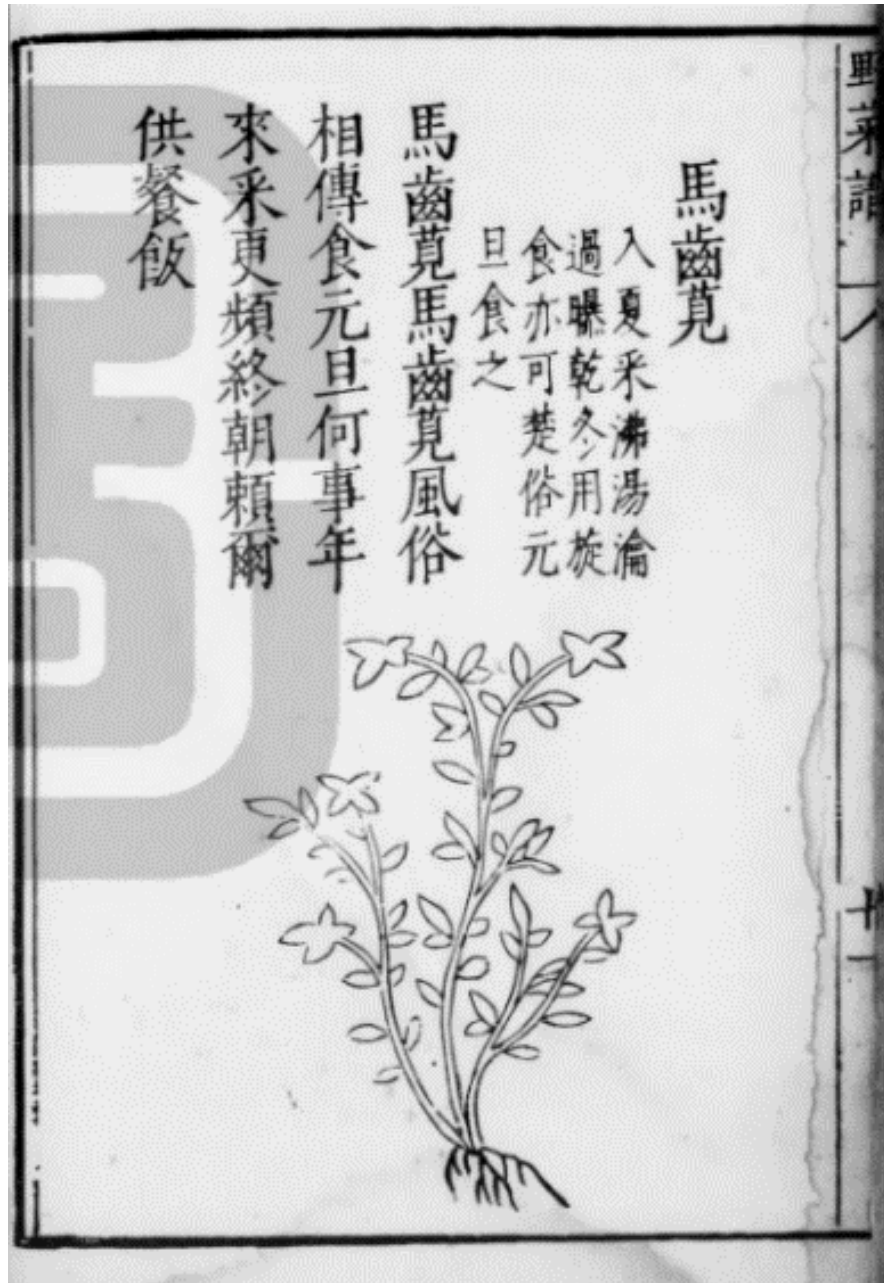 馬齒莧
入夏采沸湯瀹
過曝乾冬用旋
食亦可楚俗元
旦食之
馬齒莧馬齒莧風俗
相傳食元旦何事年
來采更頻終朝賴爾
供餐飯
野菜譜
十一